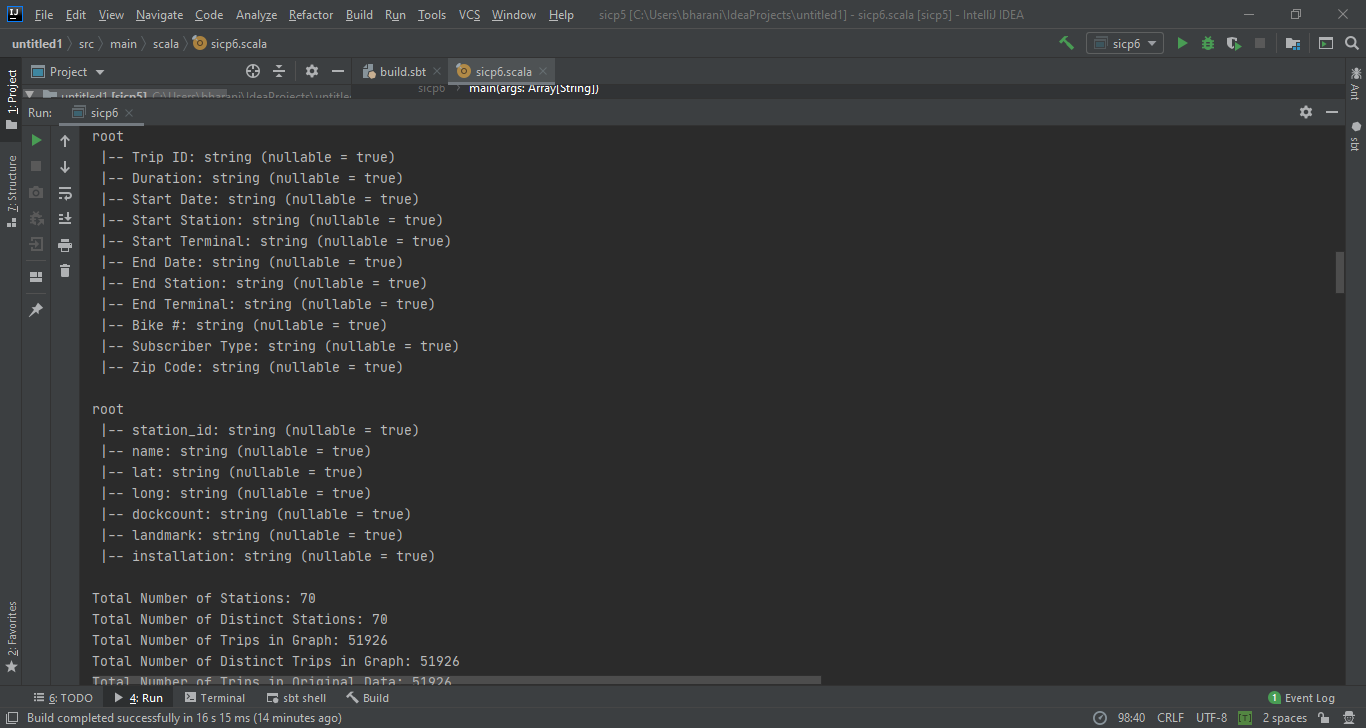 File Edit View Navigate Code Analyze Refactor Build Run Tools VCS Window Help sicp5 [C:\Users\bharani\IdeaProjects\untitled1] - sicp6.scala [sicp5] - IntelliJ IDEA
untitled1 src main scala sicp6.scala sicp6
1: Project Project build.sbt sicp6.scala
untitled1 [sicp5] C:\Users\bharani\IdeaProjects\untitle sicp6 main(args: Array[String])
Run: sicp6
root
|-- Trip ID: string (nullable = true)
|-- Duration: string (nullable = true)
|-- Start Date: string (nullable = true)
|-- Start Station: string (nullable = true)
|-- Start Terminal: string (nullable = true)
|-- End Date: string (nullable = true)
|-- End Station: string (nullable = true)
|-- End Terminal: string (nullable = true)
|-- Bike #: string (nullable = true)
|-- Subscriber Type: string (nullable = true)
|-- Zip Code: string (nullable = true)
root
|-- station_id: string (nullable = true)
|-- name: string (nullable = true)
|-- lat: string (nullable = true)
|-- long: string (nullable = true)
|-- dockcount: string (nullable = true)
|-- landmark: string (nullable = true)
|-- installation: string (nullable = true)
Total Number of Stations: 70
Total Number of Distinct Stations: 70
Total Number of Trips in Graph: 51926
Total Number of Distinct Trips in Graph: 51926
Total Number of Trips in Original Data: 51926
7: Structure
2: Favorites
Ant
sbt
6: TODO 4: Run Terminal sbt shell Build 1 Event Log
Build completed successfully in 16 s 15 ms (14 minutes ago) 98:40 CRLF UTF-8 T 2 spaces